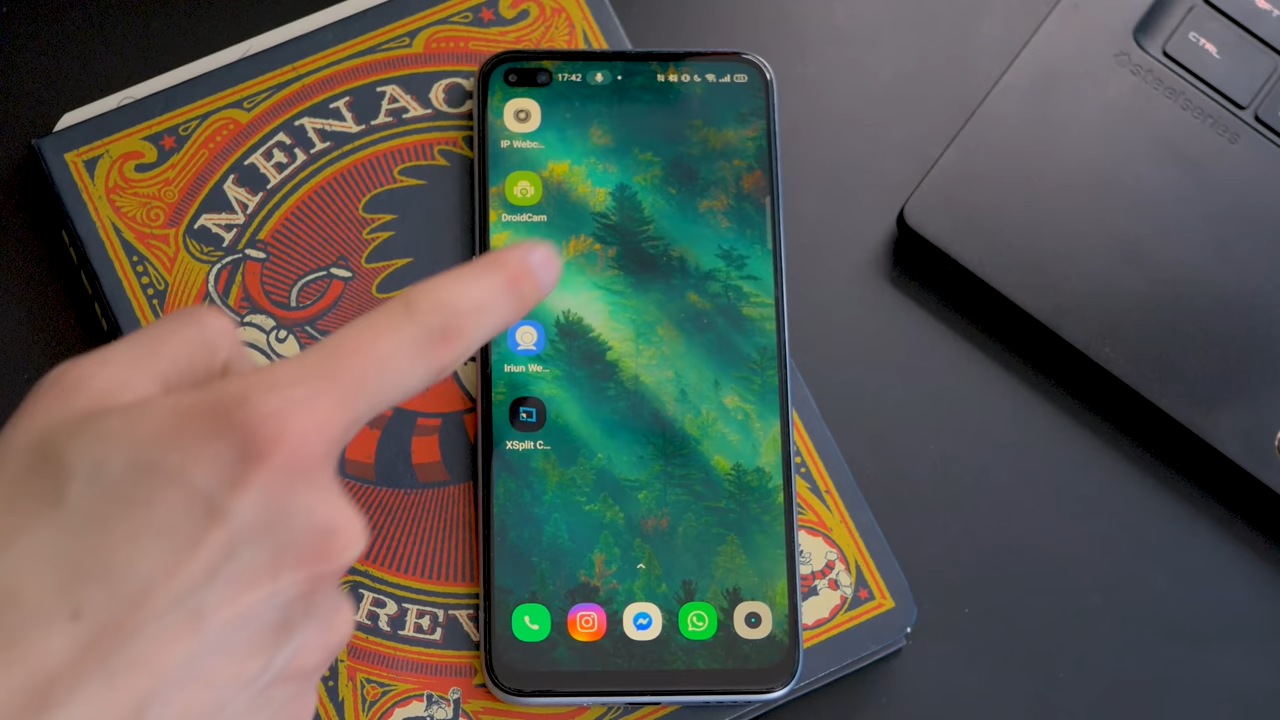 MENAC
REV
17:42
IP Webc...
DroidCam
Iriun We...
XSplit C...
CTRL
steelseries